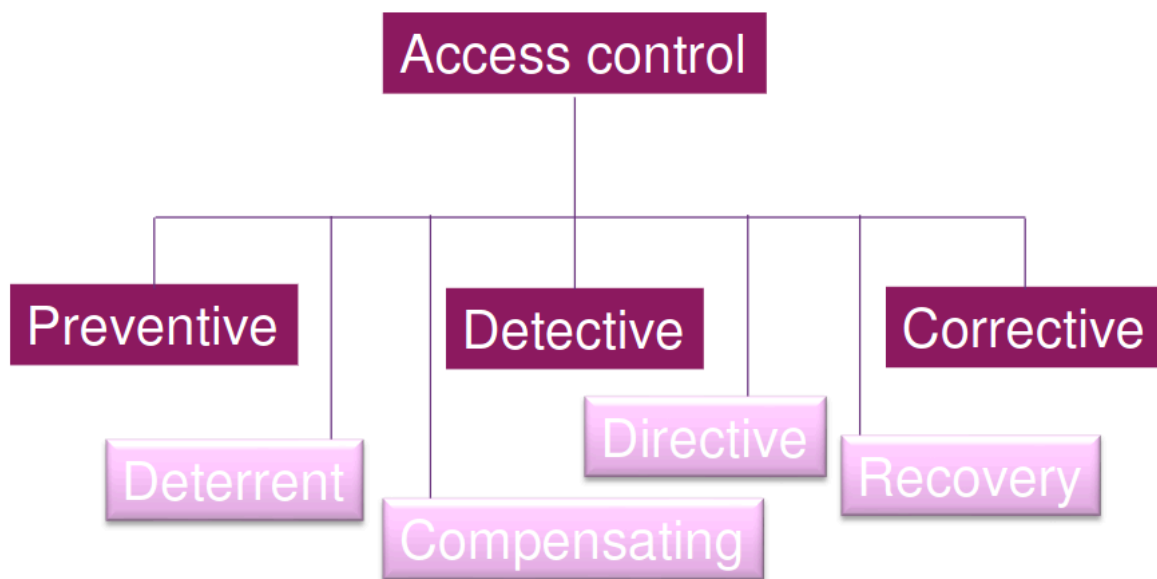 Access control
Preventive
Detective
Corrective
Deterrent
Compensating
Directive
Recovery